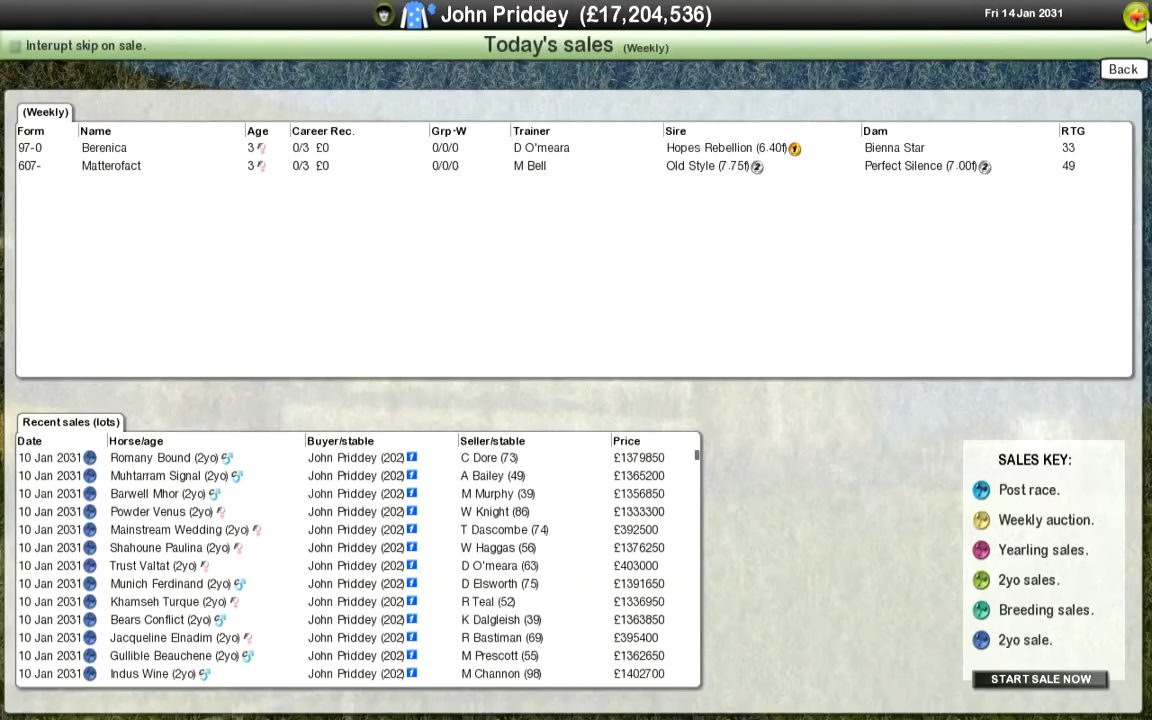 John Priddey (£17,204,536)
Fri 14 Jan 2031
Interupt skip on sale.
Today's sales (Weekly)
Back
(Weekly)
Form Name Age Career Rec. Grp-W Trainer Sire Dam RTG
97-0 Berenica 3 0/3 £0 0/0/0 D O'meara Hopes Rebellion (6.40f) Bienna Star 33
607- Matterofact 3 0/3 £0 0/0/0 M Bell Old Style (7.75f) Perfect Silence (7.00f) 49
Recent sales (lots)
Date Horse/age Buyer/stable Seller/stable Price
10 Jan 2031 Romany Bound (2yo) John Priddey (202) C Dore (73) £1379850
10 Jan 2031 Muhtarram Signal (2yo) John Priddey (202) A Bailey (49) £1365200
10 Jan 2031 Barwell Mhor (2yo) John Priddey (202) M Murphy (39) £1356850
10 Jan 2031 Powder Venus (2yo) John Priddey (202) W Knight (86) £1333300
10 Jan 2031 Mainstream Wedding (2yo) John Priddey (202) T Dascombe (74) £392500
10 Jan 2031 Shahoune Paulina (2yo) John Priddey (202) W Haggas (56) £1376250
10 Jan 2031 Trust Valtat (2yo) John Priddey (202) D O'meara (63) £403000
10 Jan 2031 Munich Ferdinand (2yo) John Priddey (202) D Elsworth (75) £1391650
10 Jan 2031 Khamseh Turque (2yo) John Priddey (202) R Teal (52) £1336950
10 Jan 2031 Bears Conflict (2yo) John Priddey (202) K Dalgleish (39) £1363850
10 Jan 2031 Jacqueline Elnadim (2yo) John Priddey (202) R Bastiman (69) £395400
10 Jan 2031 Gullible Beauchene (2yo) John Priddey (202) M Prescott (55) £1362650
10 Jan 2031 Indus Wine (2yo) John Priddey (202) M Channon (98) £1402700
SALES KEY:
Post race.
Weekly auction.
Yearling sales.
2yo sales.
Breeding sales.
2yo sale.
START SALE NOW